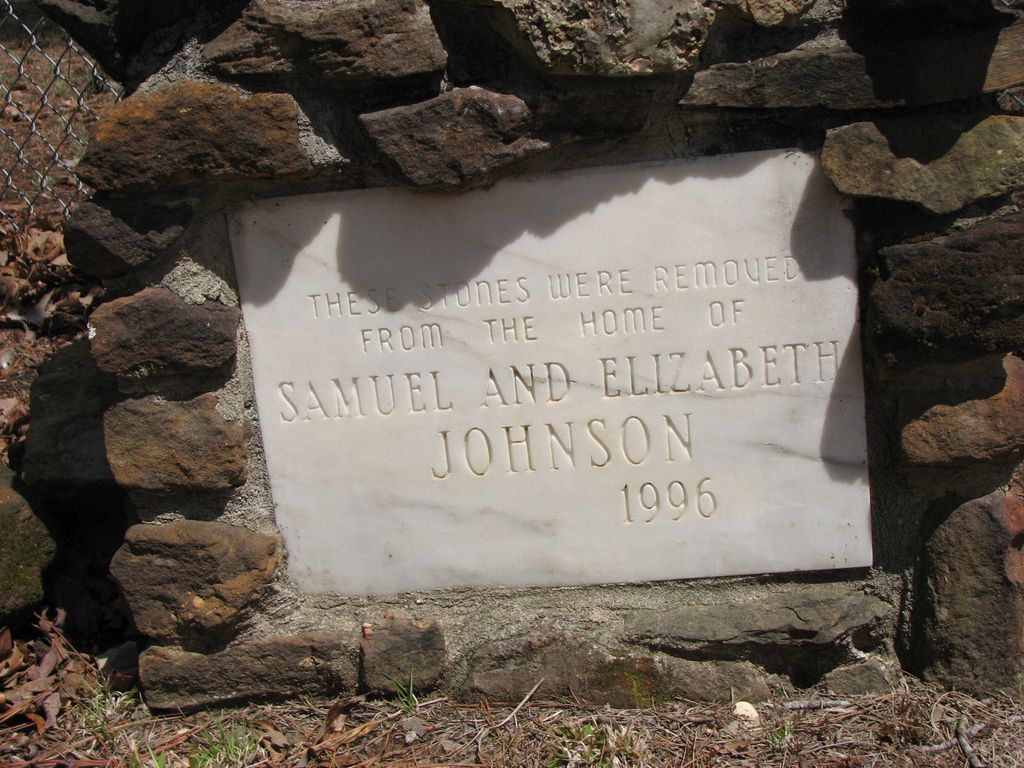 THESE STONES WERE REMOVED
FROM THE HOME OF
SAMUEL AND ELIZABETH
JOHNSON
1996